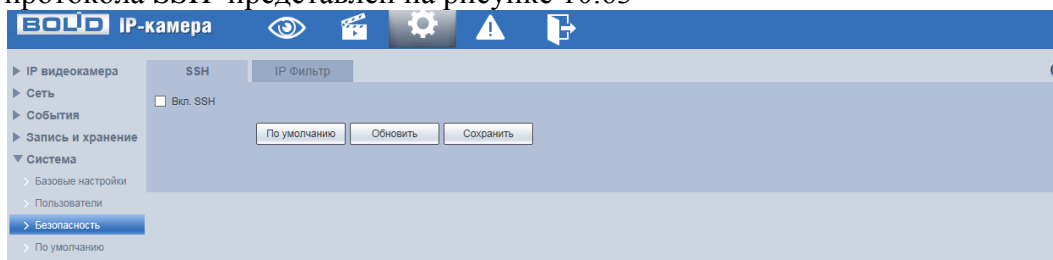 протокола SSH представлен на рисунке 10.63
BOLID IP-камера
IP видеокамера
Сеть
События
Запись и хранение
Система
Базовые настройки
Пользователи
Безопасность
По умолчанию
SSH IP Фильтр
Вкл. SSH
По умолчанию Обновить Сохранить